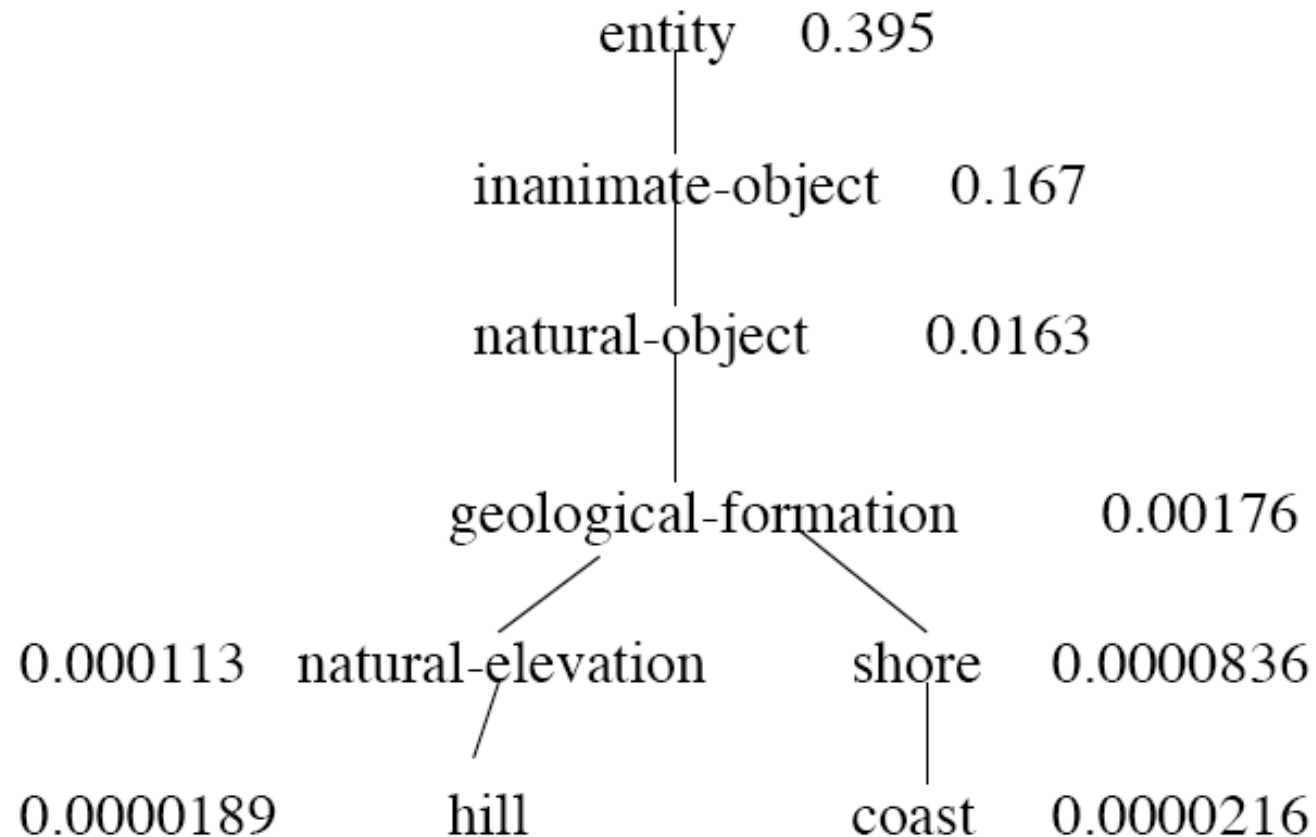 entity 0.395
inanimate-object 0.167
natural-object 0.0163
geological-formation 0.00176
0.000113 natural-elevation shore 0.0000836
0.0000189 hill coast 0.0000216